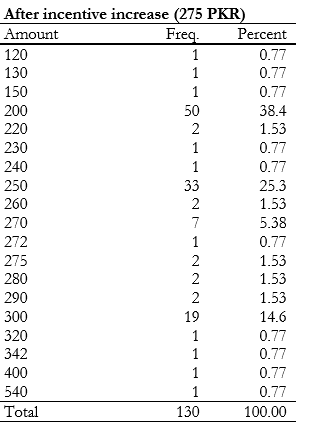 After incentive increase (275 PKR)
Amount Freq. Percent
120 1 0.77
130 1 0.77
150 1 0.77
200 50 38.4
220 2 1.53
230 1 0.77
240 1 0.77
250 33 25.3
260 2 1.53
270 7 5.38
272 1 0.77
275 2 1.53
280 2 1.53
290 2 1.53
300 19 14.6
320 1 0.77
342 1 0.77
400 1 0.77
540 1 0.77
Total 130 100.00